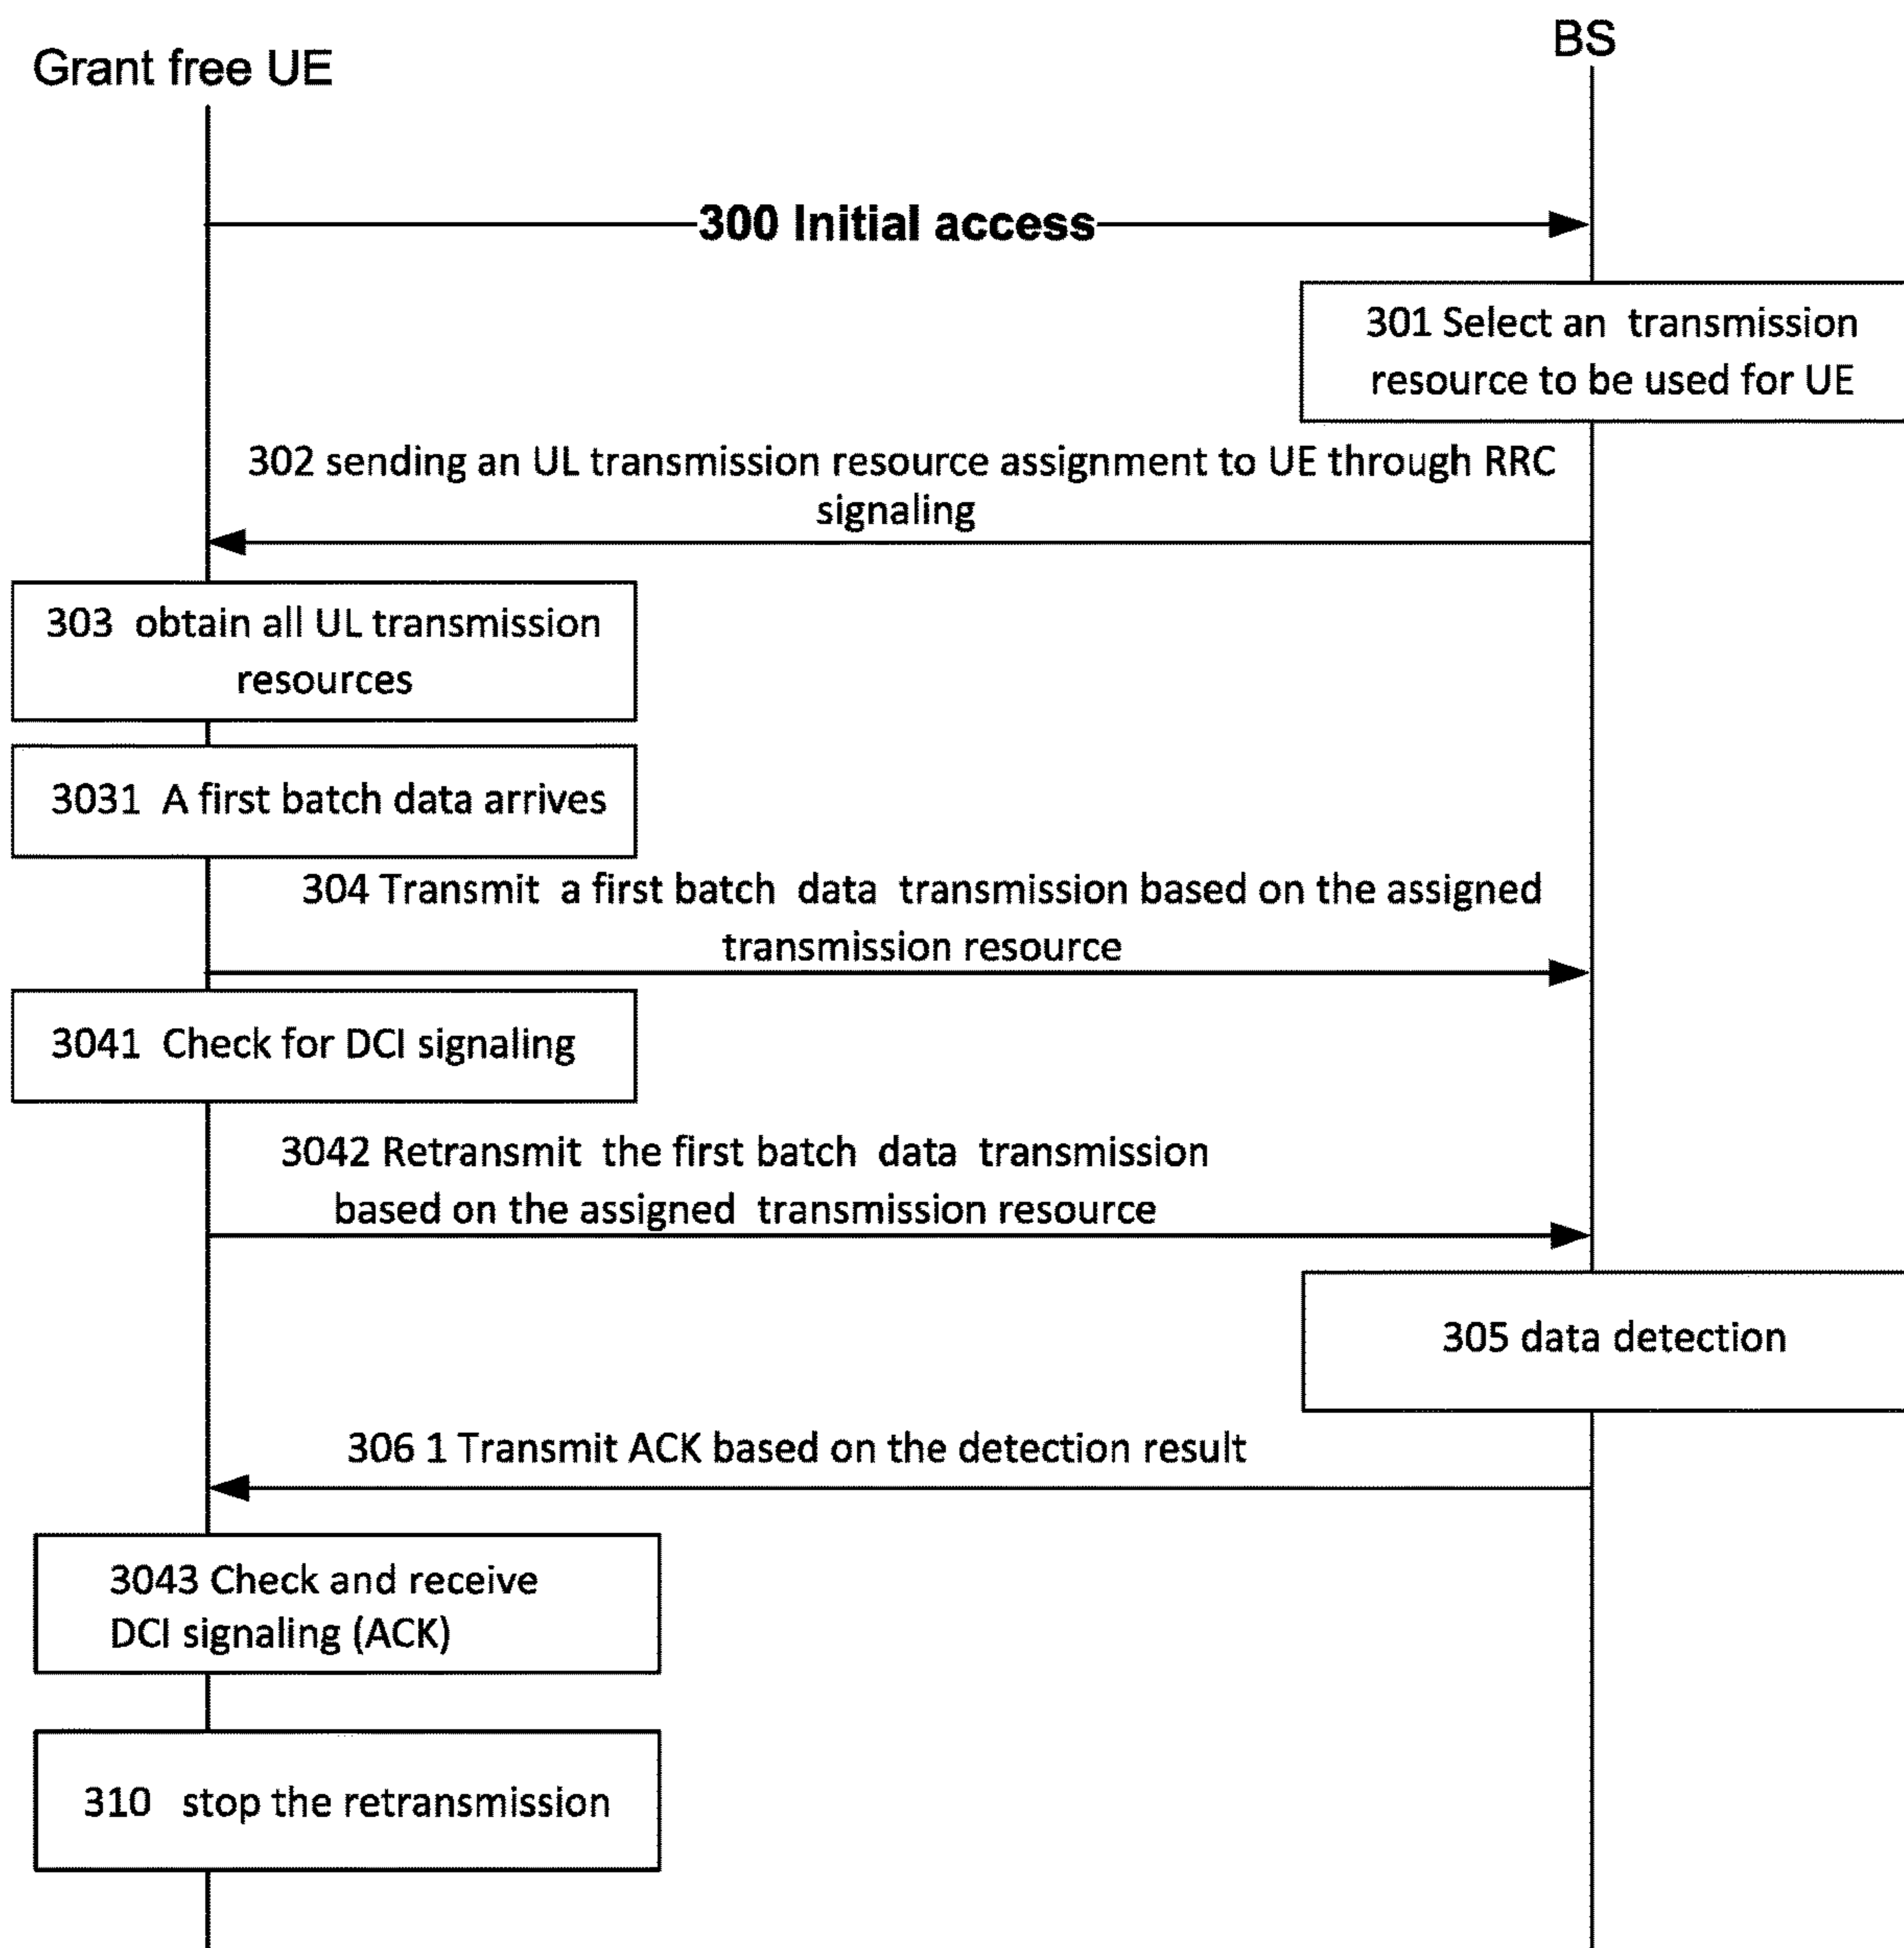 Grant free UE
BS
300 Initial access
301 Select an transmission
resource to be used for UE
302 sending an UL transmission resource assignment to UE through RRC
signaling
303 obtain all UL transmission
resources
3031 A first batch data arrives
304 Transmit a first batch data transmission based on the assigned
transmission resource
3041 Check for DCI signaling
3042 Retransmit the first batch data transmission
based on the assigned transmission resource
305 data detection
306 1 Transmit ACK based on the detection result
3043 Check and receive
DCI signaling (ACK)
310 stop the retransmission